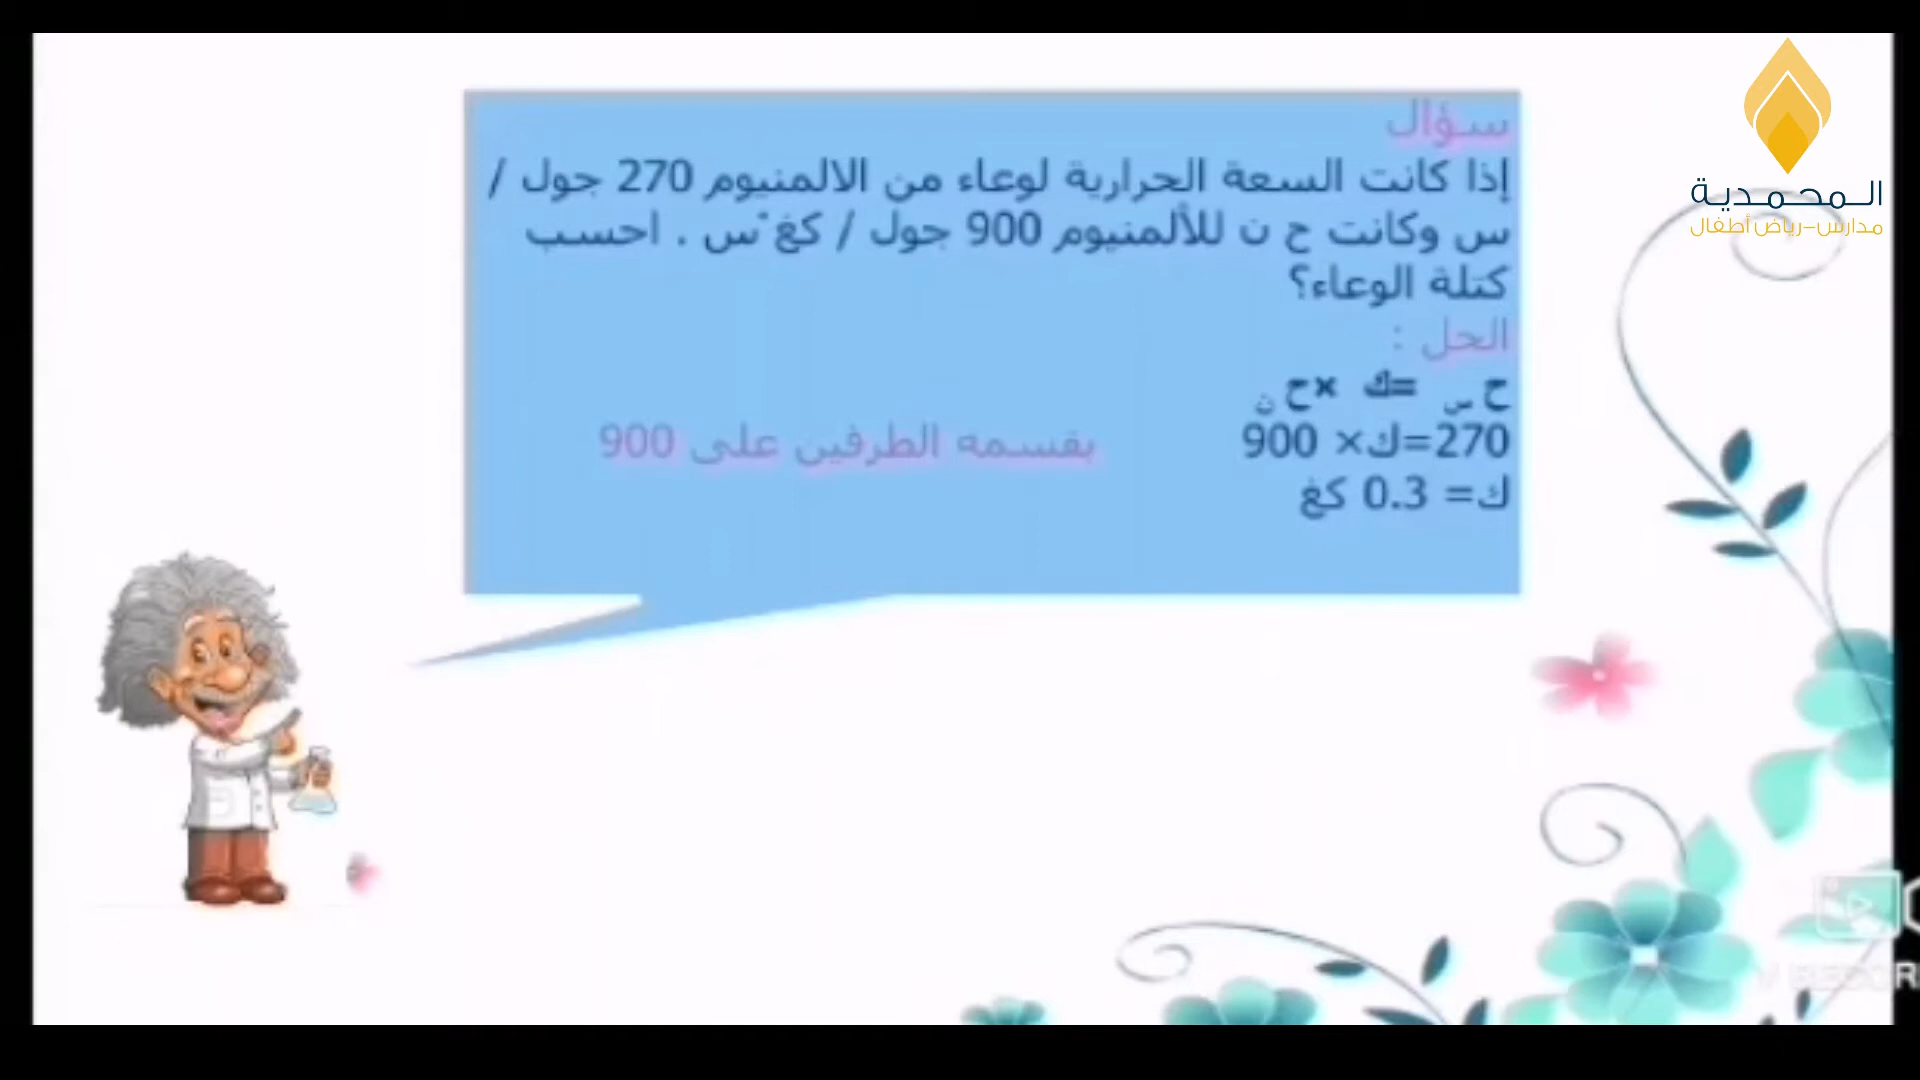 سؤال
إذا كانت السعة الحرارية لوعاء من الالمنيوم 270 جول /
س وكانت ح ن للألمنيوم 900 جول / كغ ْس . احسب
كتلة الوعاء؟
الحل :
ح س =ك ×ح ن
270=ك× 900 بقسمه الطرفين على 900
ك= 0.3 كغ
المحمدية
مدارس-رياض أطفال